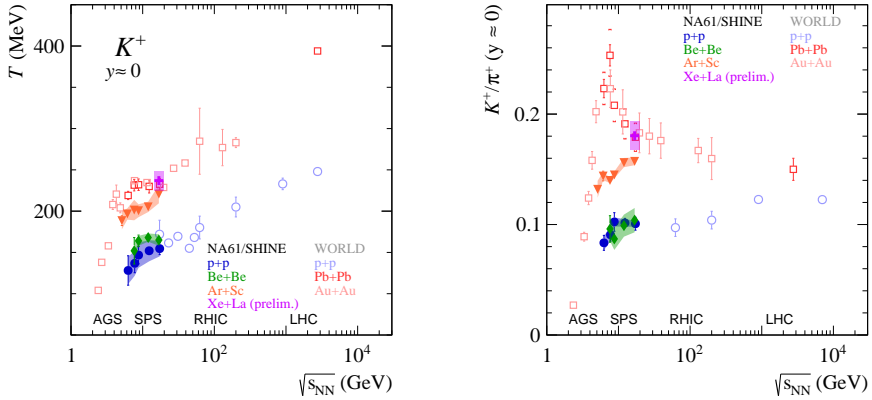 T (MeV)
400
200
K⁺
y≈ 0
NA61/SHINE
WORLD
p+p
p+p
Be+Be
Pb+Pb
Ar+Sc
Au+Au
Xe+La (prelim.)
AGS
SPS
RHIC
LHC
1
10²
10⁴
√s_NN (GeV)
K⁺/π⁺ (y ≈ 0)
0.2
0.1
0
NA61/SHINE
WORLD
p+p
p+p
Be+Be
Pb+Pb
Ar+Sc
Au+Au
Xe+La (prelim.)
AGS
SPS
RHIC
LHC
1
10²
10⁴
√s_NN (GeV)